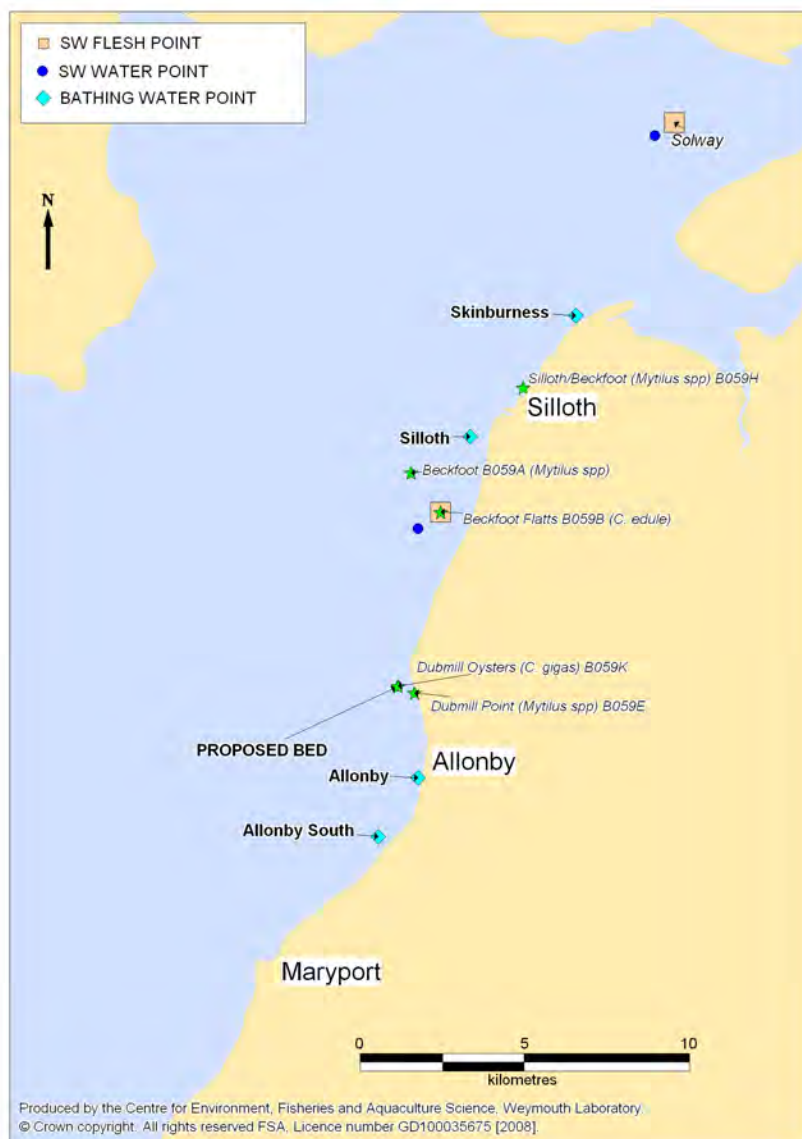 SW FLESH POINT
SW WATER POINT
BATHING WATER POINT
Solway
N
Skinburness
Silloth/Beckfoot (Mytilus spp) B059H
Silloth
Silloth
Beckfoot B059A (Mytilus spp)
Beckfoot Flatts B059B (C. edule)
Dubmill Oysters (C gigas) B059K
Dubmill Point (Mytilus spp) B059E
PROPOSED BED
Allonby
Allonby
Allonby South
Maryport
0 5 10
kilometres
Produced by the Centre for Environment, Fisheries and Aquaculture Science, Weymouth Laboratory.
© Crown copyright. All rights reserved FSA, Licence number GD100035675 [2008].